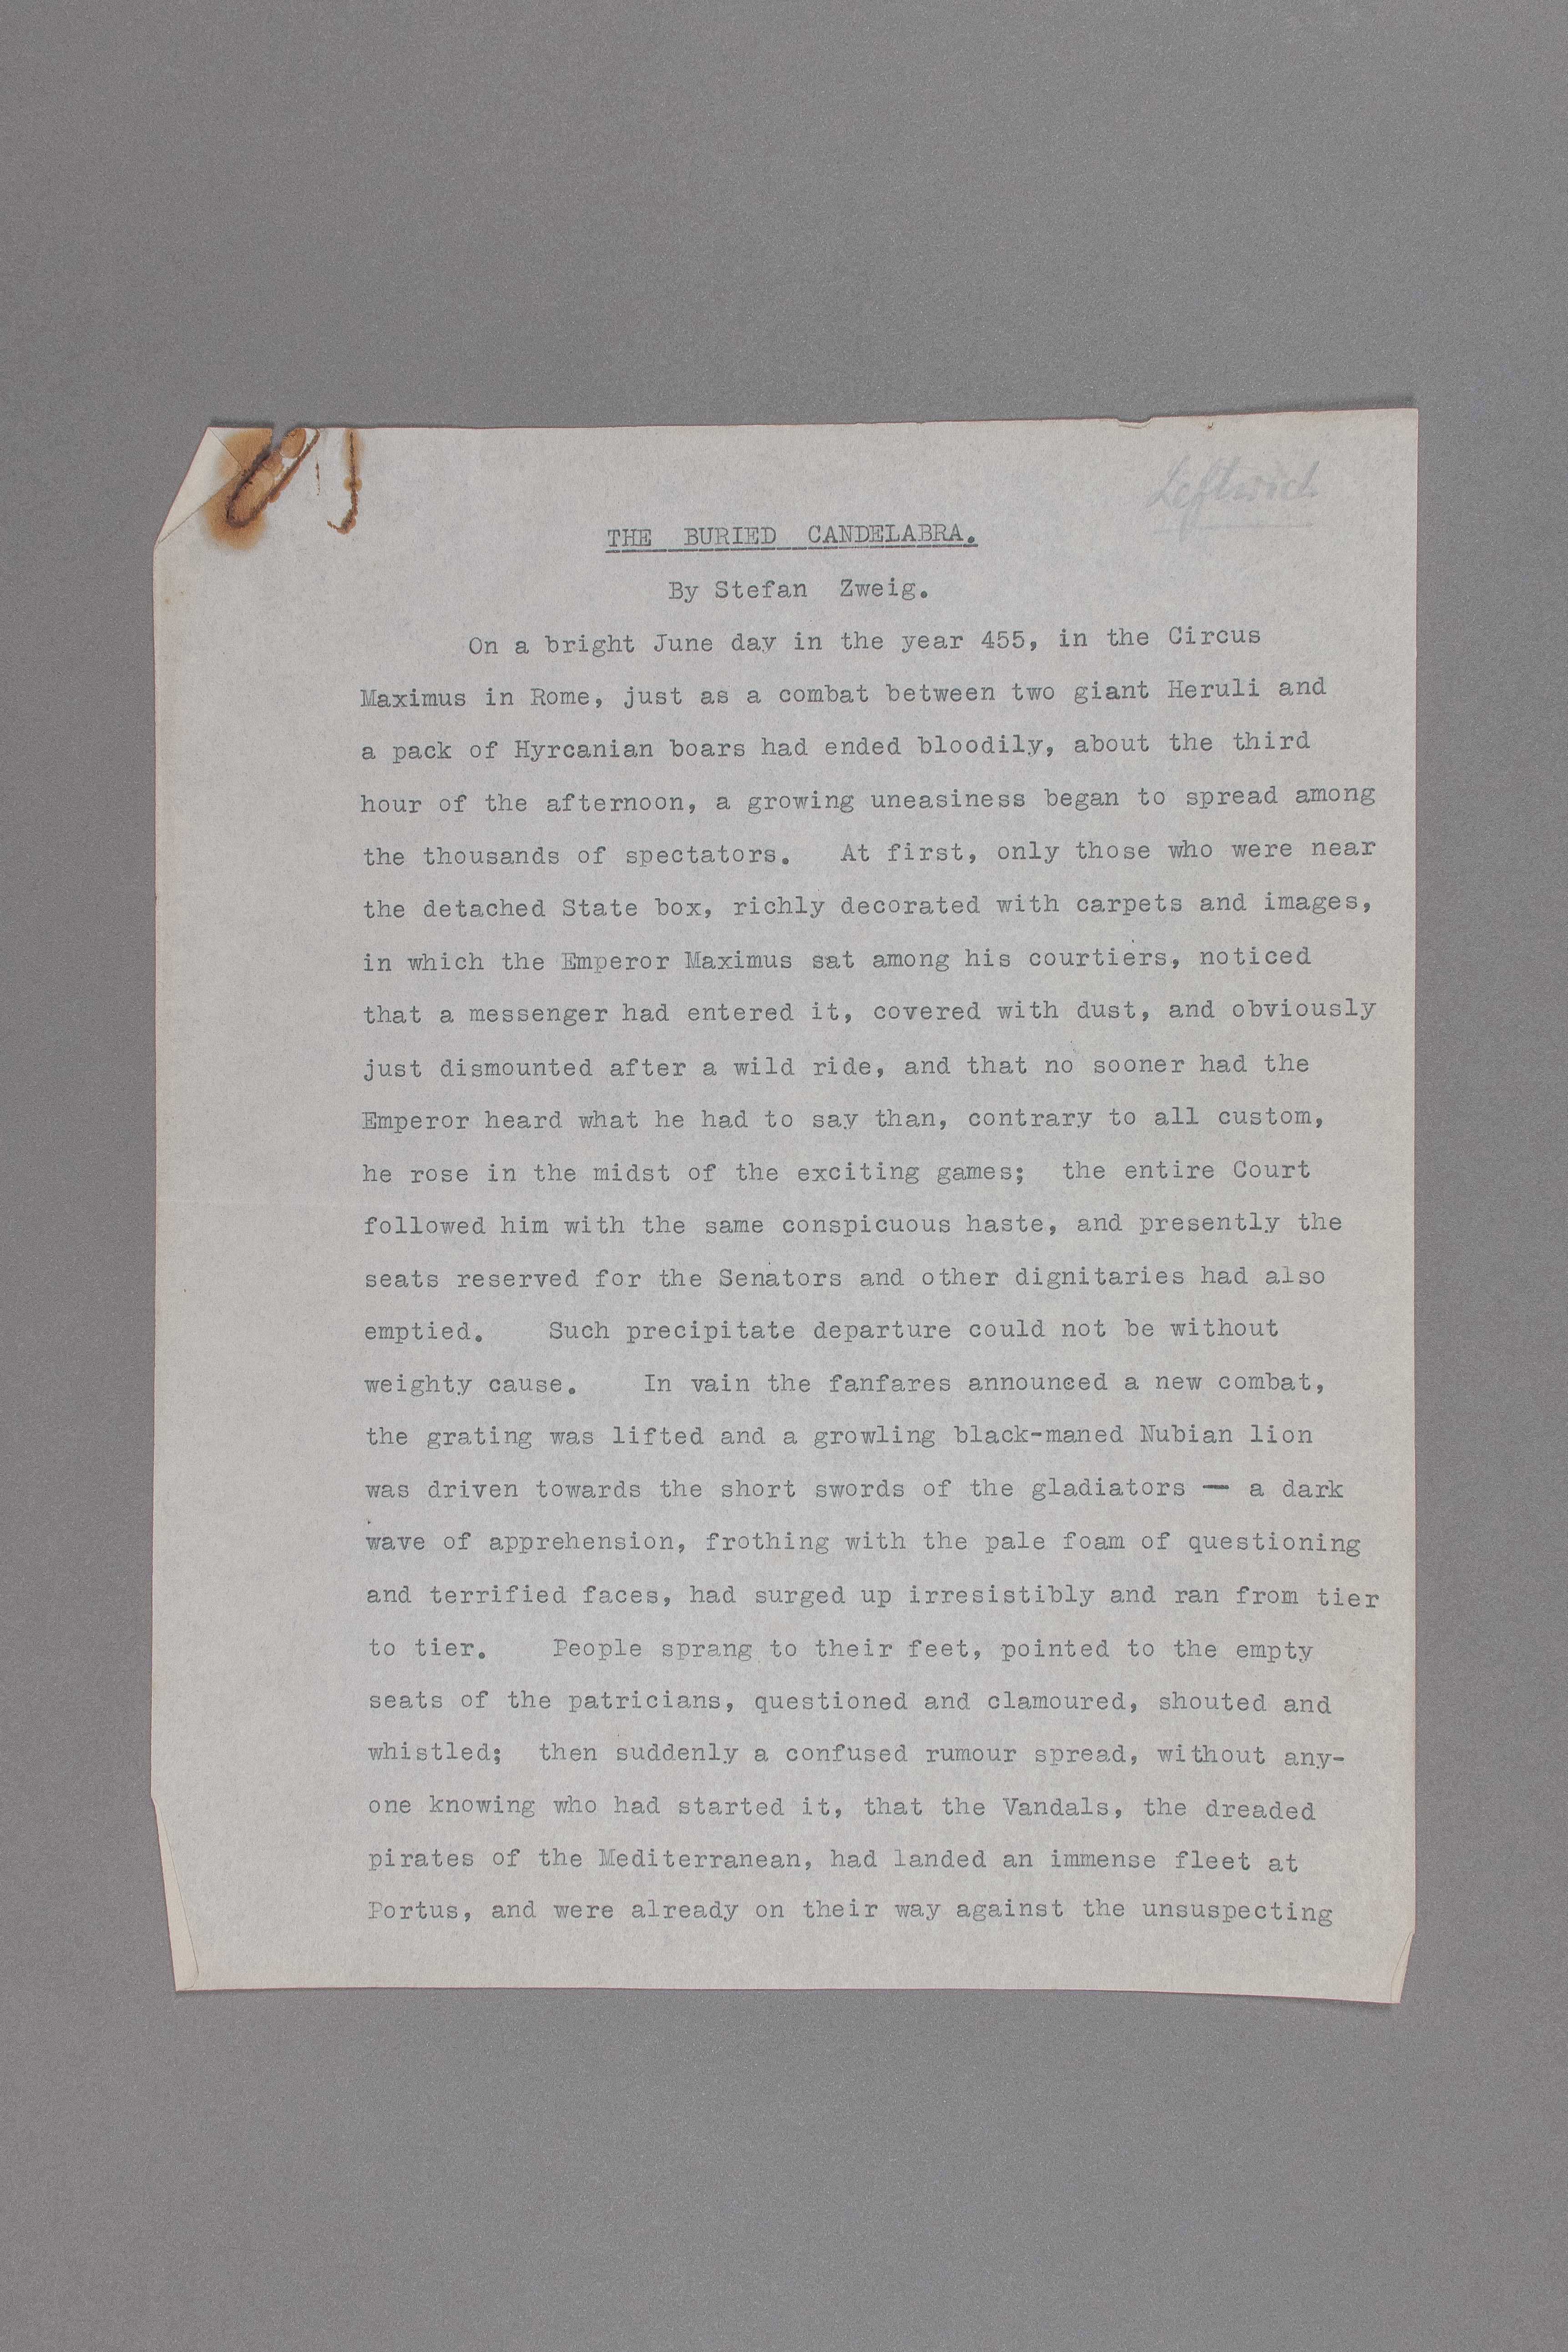 Leftwich
THE BURIED CANDELABRA.
By Stefan Zweig.
On a bright June day in the year 455, in the Circus
Maximus in Rome, just as a combat between two giant Heruli and
a pack of Hyrcanian boars had ended bloodily, about the third
hour of the afternoon, a growing uneasiness began to spread among
the thousands of spectators. At first, only those who were near
the detached State box, richly decorated with carpets and images,
in which the Emperor Maximus sat among his courtiers, noticed
that a messenger had entered it, covered with dust, and obviously
just dismounted after a wild ride, and that no sooner had the
Emperor heard what he had to say than, contrary to all custom,
he rose in the midst of the exciting games; the entire Court
followed him with the same conspicuous haste, and presently the
seats reserved for the Senators and other dignitaries had also
emptied. Such precipitate departure could not be without
weighty cause. In vain the fanfares announced a new combat,
the grating was lifted and a growling black-maned Nubian lion
was driven towards the short swords of the gladiators — a dark
wave of apprehension, frothing with the pale foam of questioning
and terrified faces, had surged up irresistibly and ran from tier
to tier. People sprang to their feet, pointed to the empty
seats of the patricians, questioned and clamoured, shouted and
whistled; then suddenly a confused rumour spread, without any-
one knowing who had started it, that the Vandals, the dreaded
pirates of the Mediterranean, had landed an immense fleet at
Portus, and were already on their way against the unsuspecting